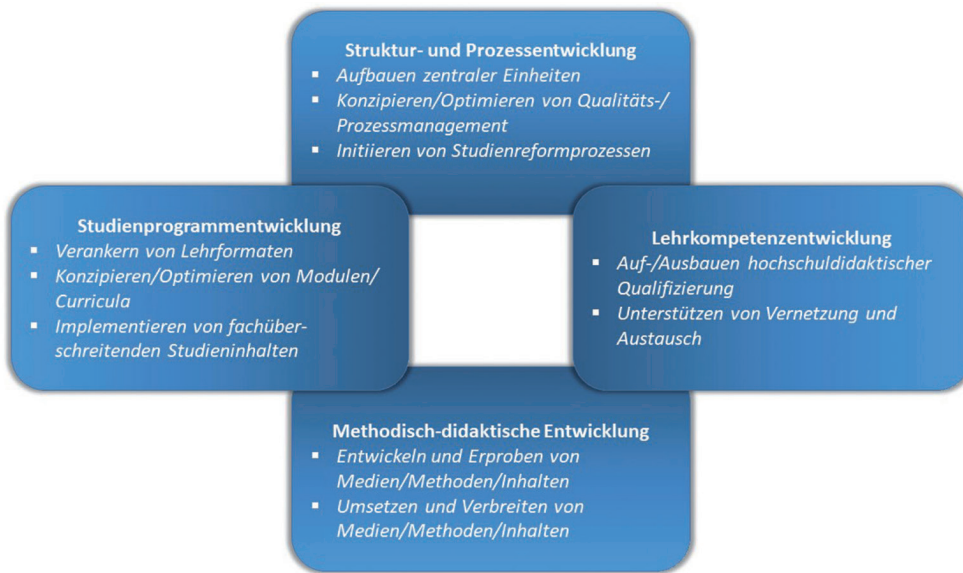 Struktur- und Prozessentwicklung
▪ Aufbauen zentraler Einheiten
▪ Konzipieren/Optimieren von Qualitäts-/
Prozessmanagement
▪ Initiieren von Studienreformprozessen
Studienprogrammentwicklung
▪ Verankern von Lehrformaten
▪ Konzipieren/Optimieren von Modulen/
Curricula
▪ Implementieren von fachüber-
schreitenden Studieninhalten
Lehrkompetenzentwicklung
▪ Auf-/Ausbauen hochschuldidaktischer
Qualifizierung
▪ Unterstützen von Vernetzung und
Austausch
Methodisch-didaktische Entwicklung
▪ Entwickeln und Erproben von
Medien/Methoden/Inhalten
▪ Umsetzen und Verbreiten von
Medien/Methoden/Inhalten